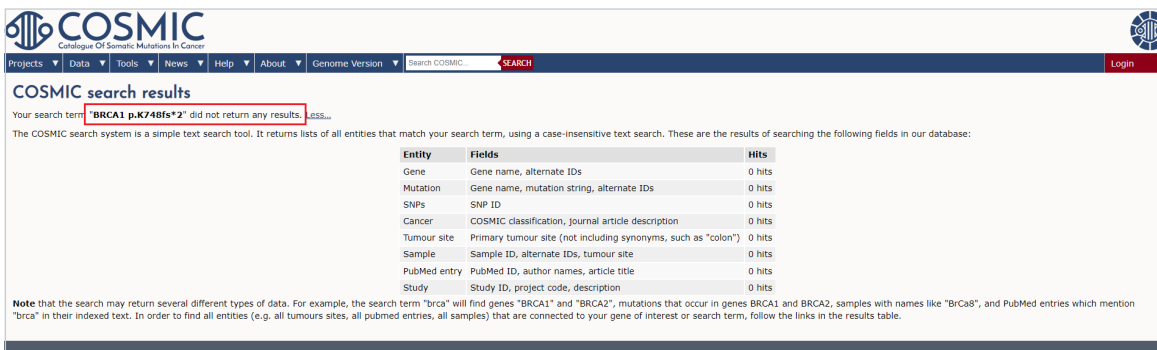 COSMIC
Catalogue Of Somatic Mutations In Cancer
Projects ▼ Data ▼ Tools ▼ News ▼ Help ▼ About ▼ Genome Version ▼ Search COSMIC... SEARCH Login
COSMIC search results
Your search term "BRCA1 p.K748fs*2" did not return any results. Less...
The COSMIC search system is a simple text search tool. It returns lists of all entities that match your search term, using a case-insensitive text search. These are the results of searching the following fields in our database:
Entity Fields Hits
Gene Gene name, alternate IDs 0 hits
Mutation Gene name, mutation string, alternate IDs 0 hits
SNPs SNP ID 0 hits
Cancer COSMIC classification, journal article description 0 hits
Tumour site Primary tumour site (not including synonyms, such as "colon") 0 hits
Sample Sample ID, alternate IDs, tumour site 0 hits
PubMed entry PubMed ID, author names, article title 0 hits
Study Study ID, project code, description 0 hits
Note that the search may return several different types of data. For example, the search term "brca" will find genes "BRCA1" and "BRCA2", mutations that occur in genes BRCA1 and BRCA2, samples with names like "BrCa8", and PubMed entries which mention
"brca" in their indexed text. In order to find all entities (e.g. all tumours sites, all pubmed entries, all samples) that are connected to your gene of interest or search term, follow the links in the results table.